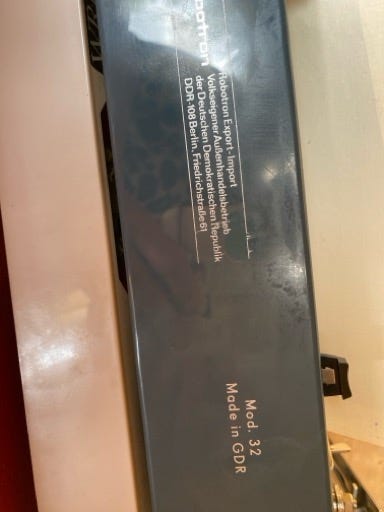 robotron
Robotron Export-Import
Volkseigener Außenhandelsbetrieb
der Deutschen Demokratischen Republik
DDR-108 Berlin, Friedrichstraße 61
Mod. 32
Made in GDR